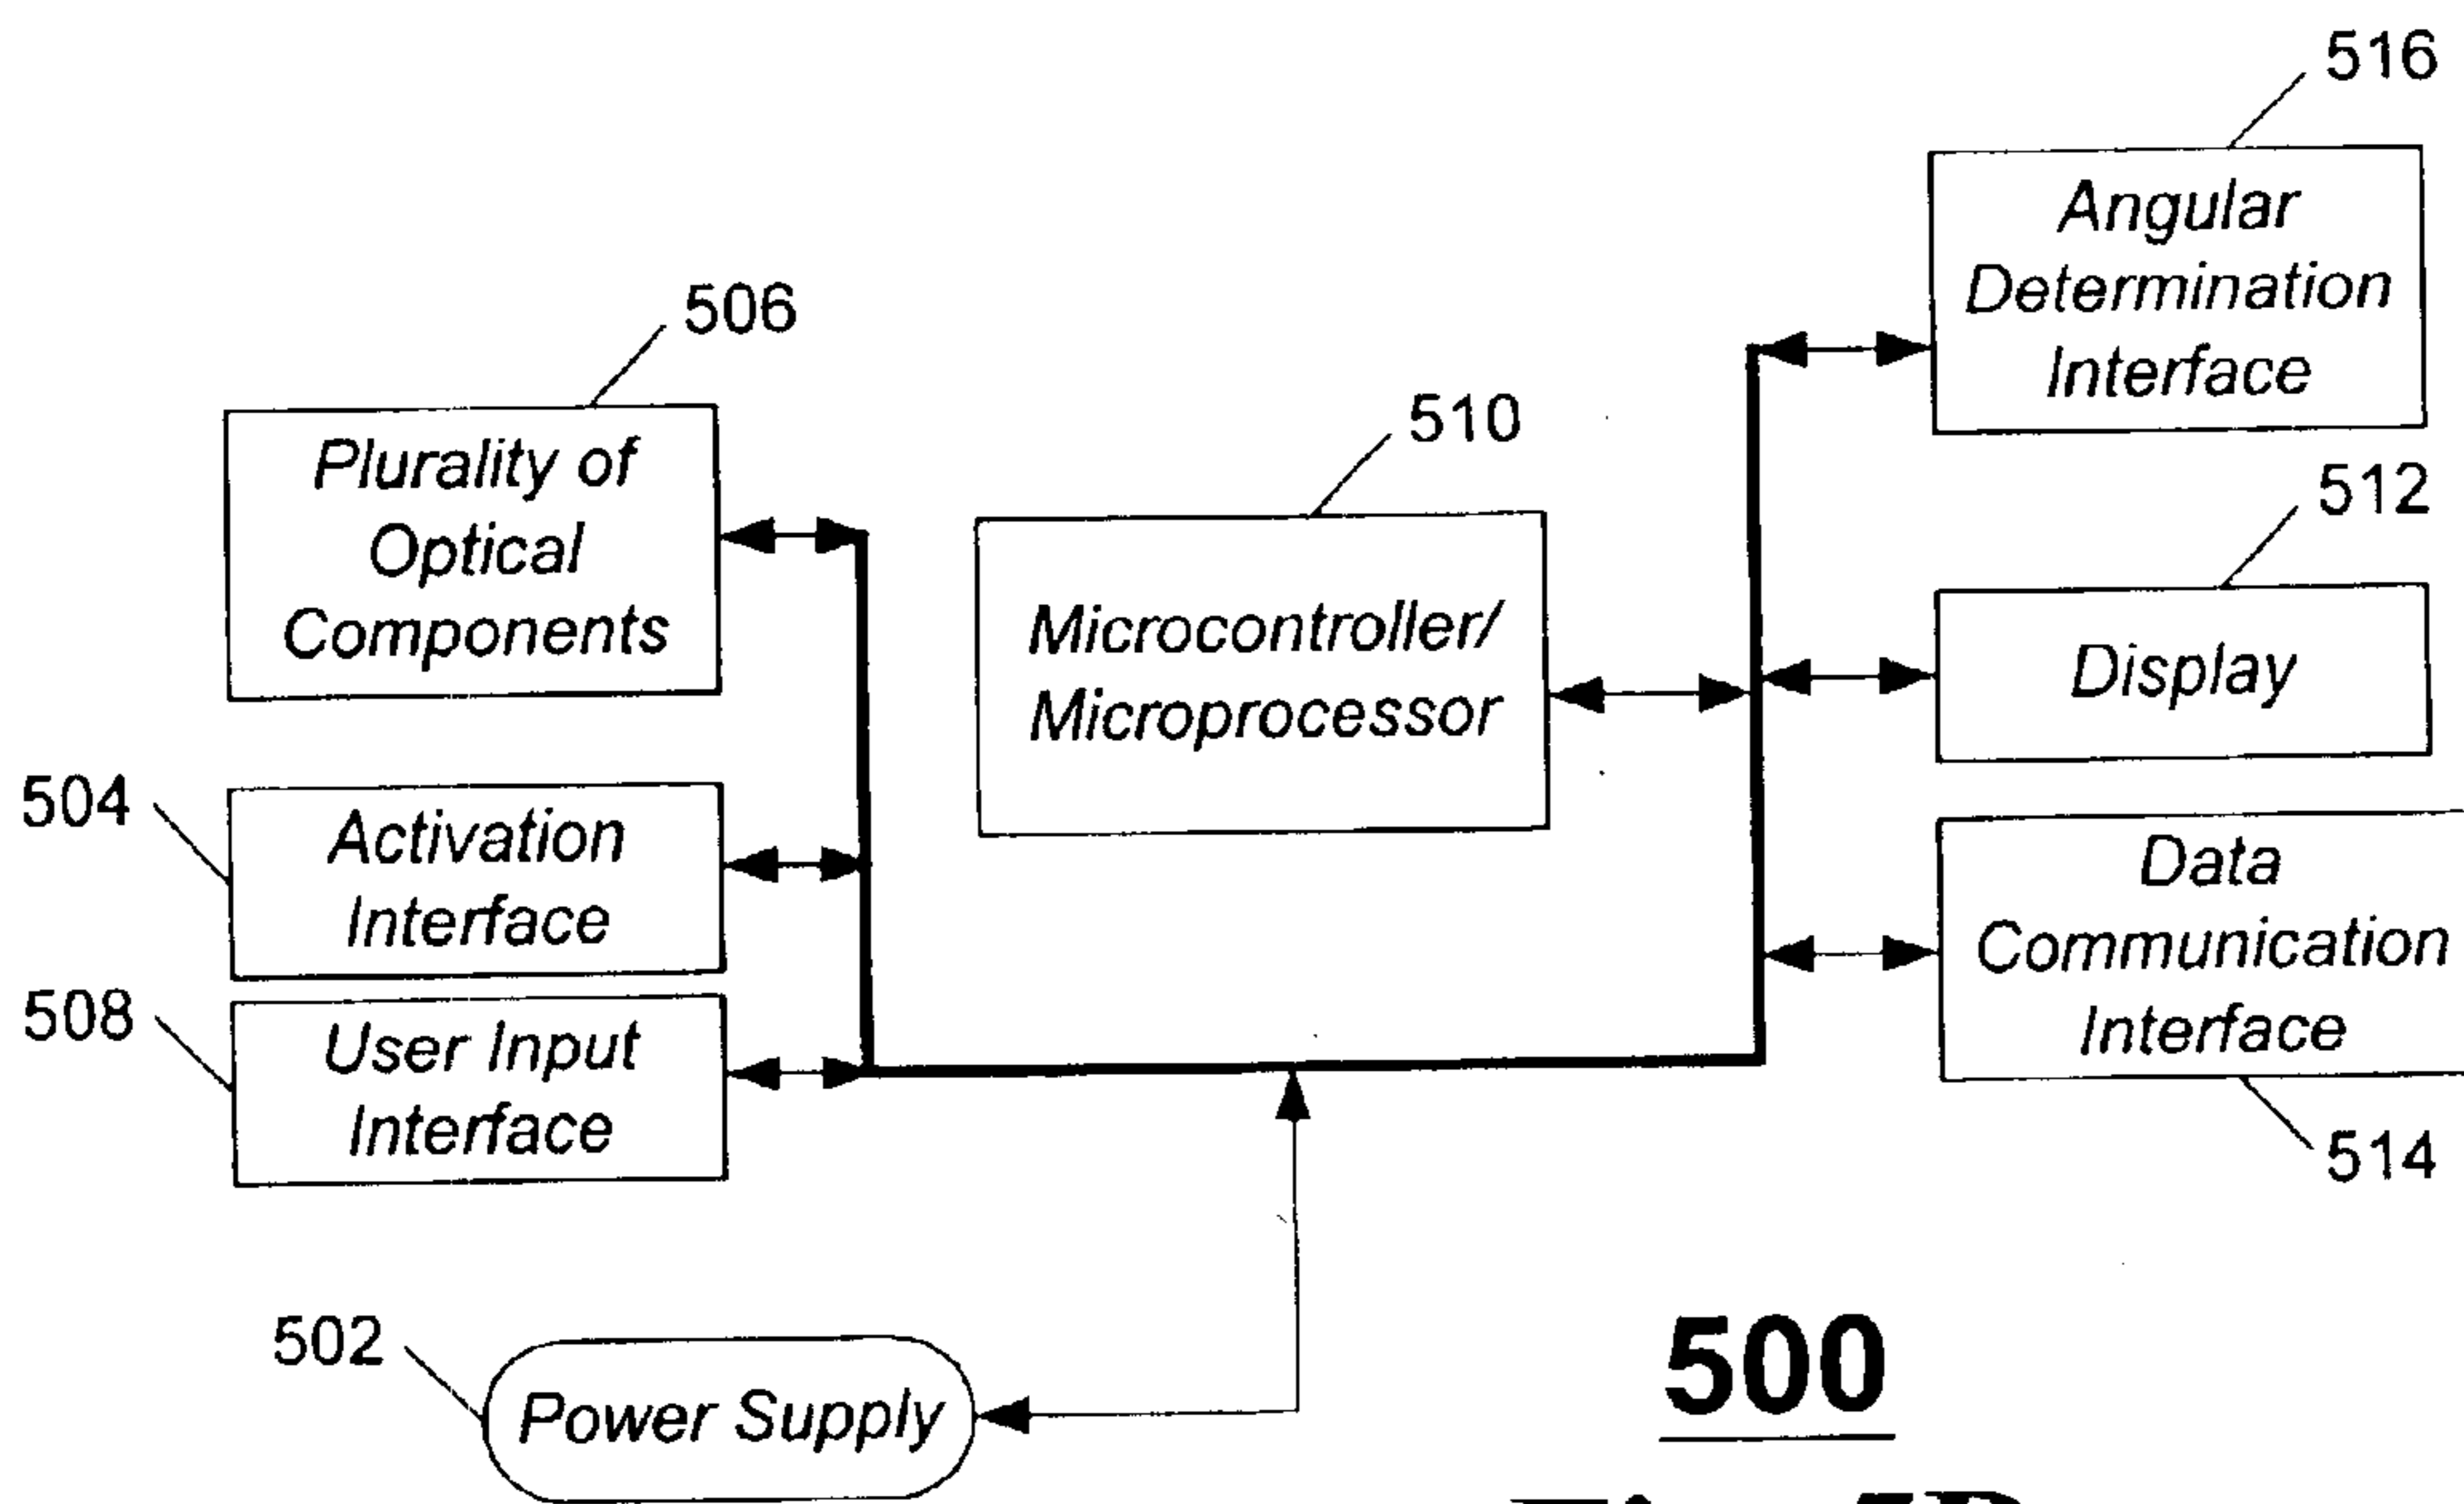 516
Angular
Determination
Interface
506
Plurality of
Optical
Components
510
Microcontroller/
Microprocessor
512
Display
504
Activation
Interface
Data
Communication
Interface
514
508
User Input
Interface
502
Power Supply
500